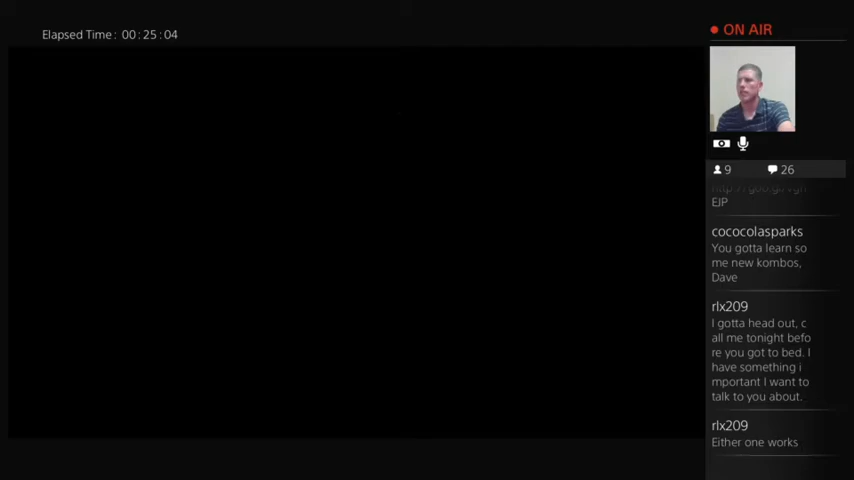 Elapsed Time: 00:25:04
ON AIR
9
26
EJP
cococolasparks
You gotta learn so
me new kombos,
Dave
rlx209
I gotta head out, c
all me tonight befo
re you got to bed. I
have something i
mportant I want to
talk to you about.
rlx209
Either one works